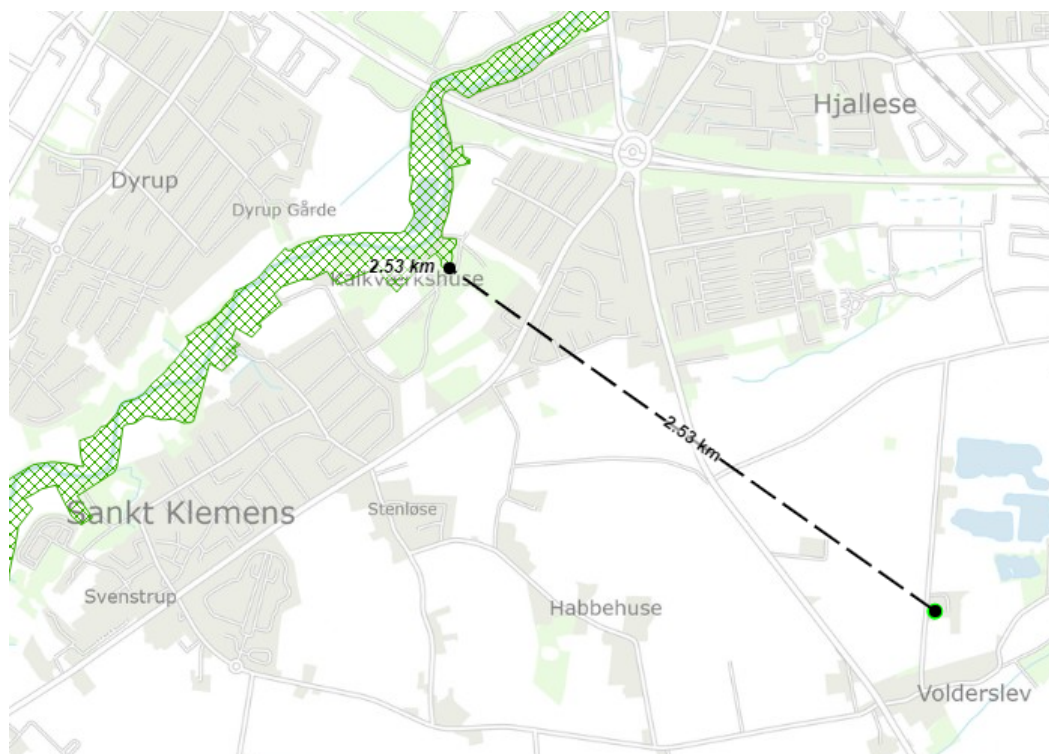 Hjallese
Dyrup
Dyrup Gårde
2.53 km
Kalkværkshuse
2.53 km
Sankt Klemens
Stenløse
Svenstrup
Habbehuse
Volderslev